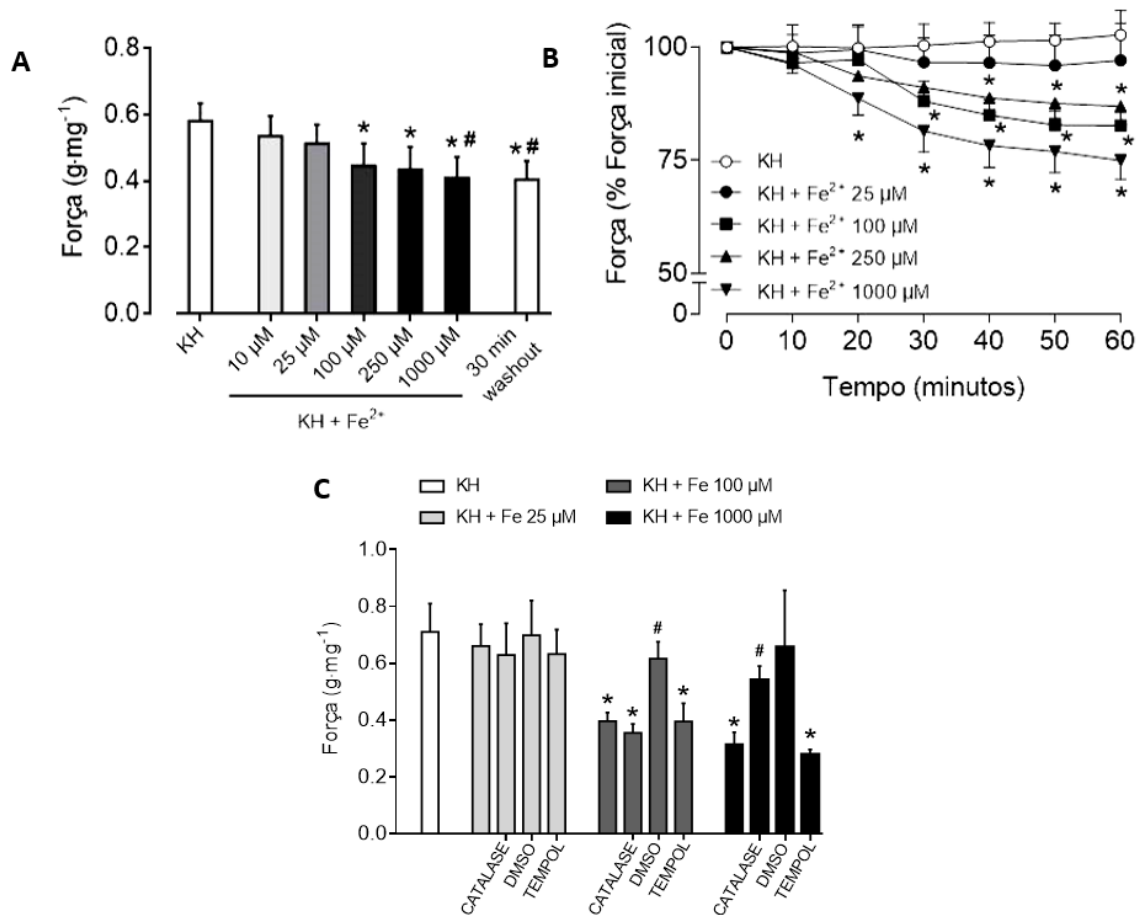 A
Força (g·mg⁻¹)
0.8
0.6
0.4
0.2
0.0
*
*
*#
*#
KH
10 µM
25 µM
100 µM
250 µM
1000 µM
30 min
washout
KH + Fe²⁺
B
Força (% Força inicial)
100
75
50
0
* * *
* * * *
* * * * *
KH
KH + Fe²⁺ 25 µM
KH + Fe²⁺ 100 µM
KH + Fe²⁺ 250 µM
KH + Fe²⁺ 1000 µM
0 10 20 30 40 50 60
Tempo (minutos)
C
KH
KH + Fe 100 µM
KH + Fe 25 µM
KH + Fe 1000 µM
Força (g·mg⁻¹)
1.0
0.8
0.6
0.4
0.2
0.0
* * # *
* # *
CATALASE
DMSO
TEMPOL
CATALASE
DMSO
TEMPOL
CATALASE
DMSO
TEMPOL